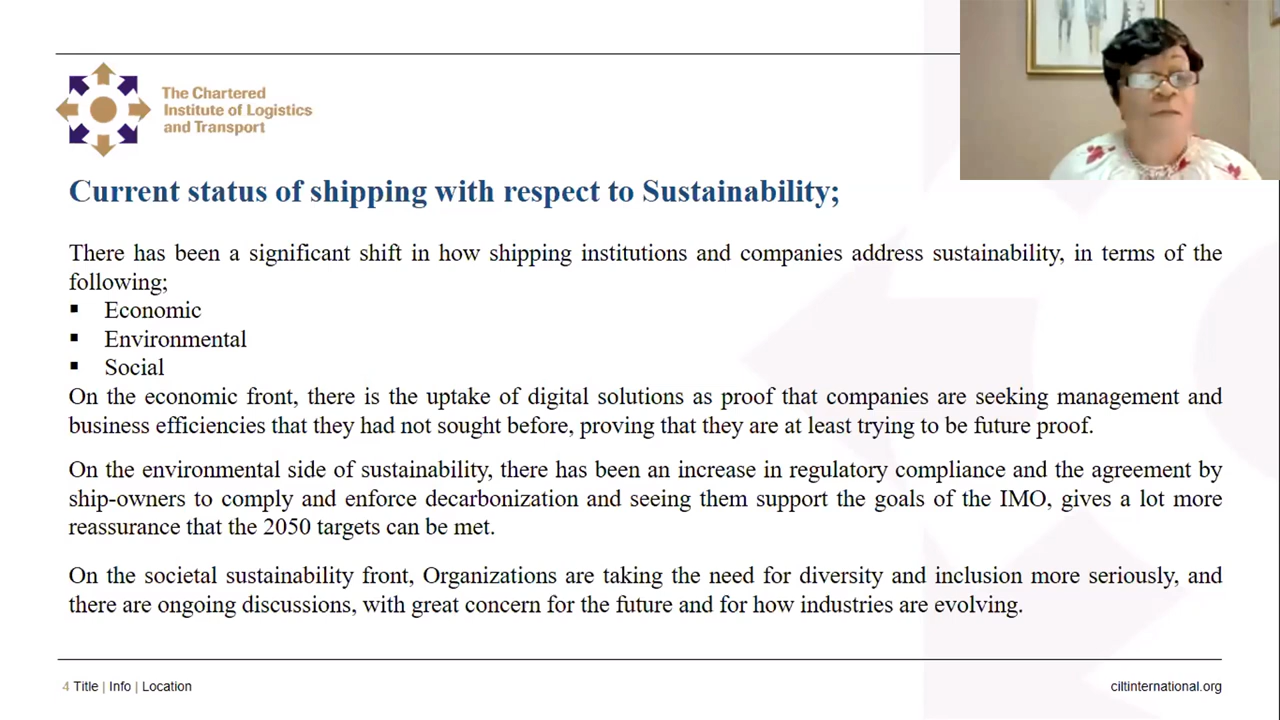 The Chartered
Institute of Logistics
and Transport
Current status of shipping with respect to Sustainability;
There has been a significant shift in how shipping institutions and companies address sustainability, in terms of the
following;
▪ Economic
▪ Environmental
▪ Social
On the economic front, there is the uptake of digital solutions as proof that companies are seeking management and
business efficiencies that they had not sought before, proving that they are at least trying to be future proof.
On the environmental side of sustainability, there has been an increase in regulatory compliance and the agreement by
ship-owners to comply and enforce decarbonization and seeing them support the goals of the IMO, gives a lot more
reassurance that the 2050 targets can be met.
On the societal sustainability front, Organizations are taking the need for diversity and inclusion more seriously, and
there are ongoing discussions, with great concern for the future and for how industries are evolving.
4 Title | Info | Location
ciltinternational.org